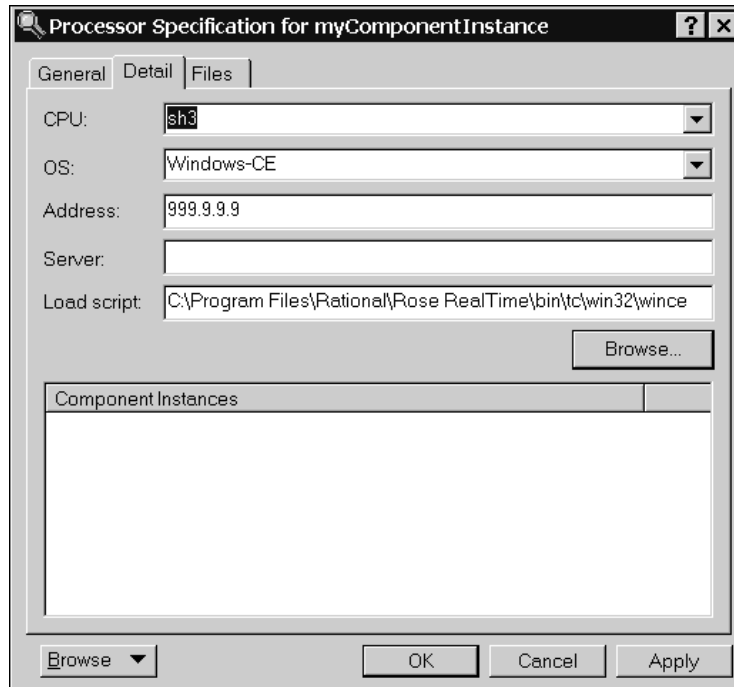 Processor Specification for myComponentInstance
General Detail Files
CPU: sh3
OS: Windows-CE
Address: 999.9.9.9
Server:
Load script: C:\Program Files\Rational\Rose RealTime\bin\tc\win32\wince
Browse...
Component Instances
Browse OK Cancel Apply